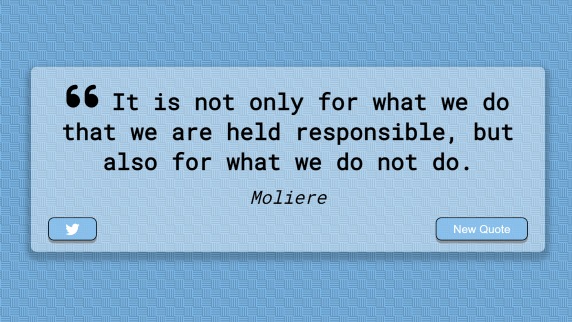 “ It is not only for what we do
that we are held responsible, but
also for what we do not do.
Moliere
New Quote